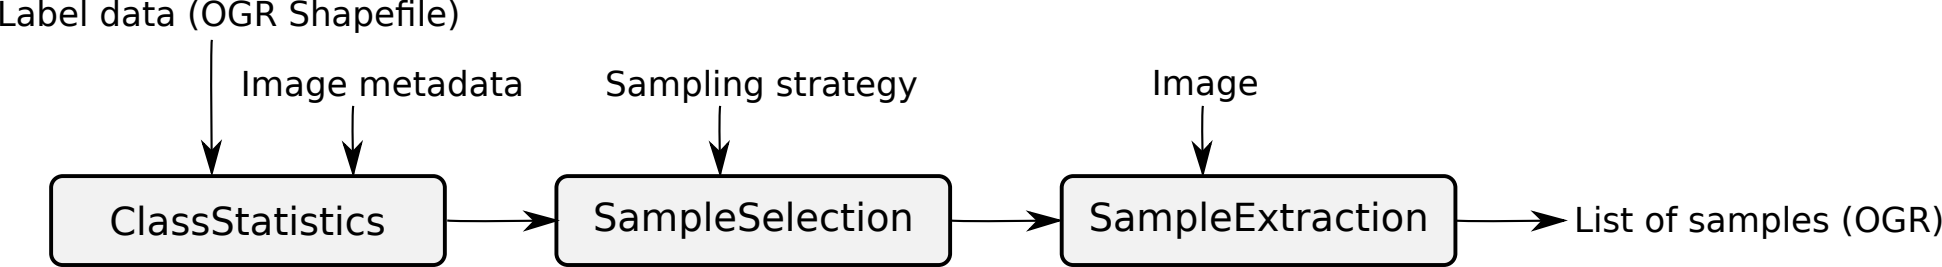 Label data (OGR Shapefile)
Image metadata
Sampling strategy
Image
ClassStatistics
SampleSelection
SampleExtraction
List of samples (OGR)